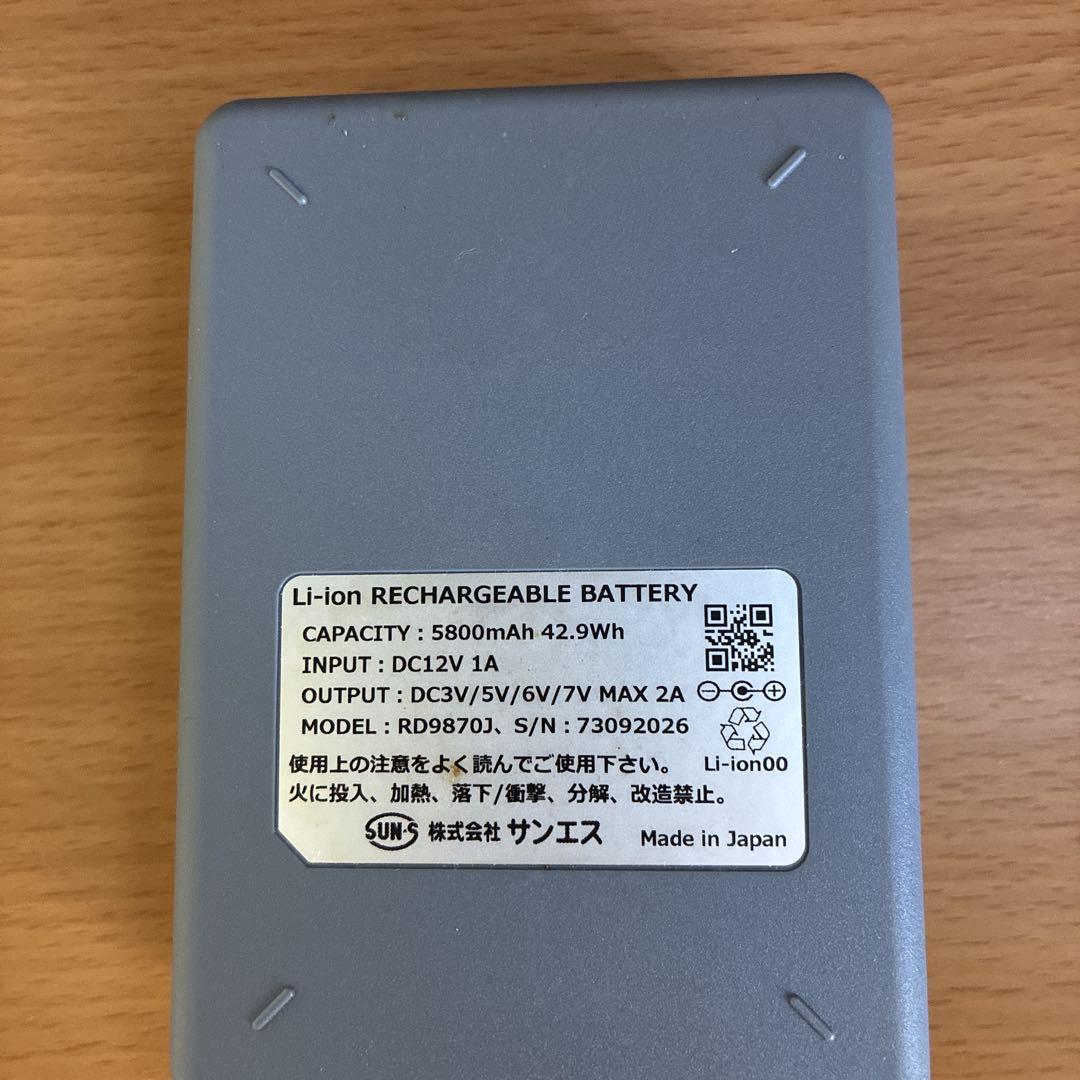 Li-ion RECHARGEABLE BATTERY
CAPACITY : 5800mAh 42.9Wh
INPUT : DC12V 1A
OUTPUT : DC3V/5V/6V/7V MAX 2A
MODEL : RD9870J、S/N : 73092026
使用上の注意をよく読んでご使用下さい。 Li-ion00
火に投入、加熱、落下/衝撃、分解、改造禁止。
SUN・S 株式会社 サンエス Made in Japan